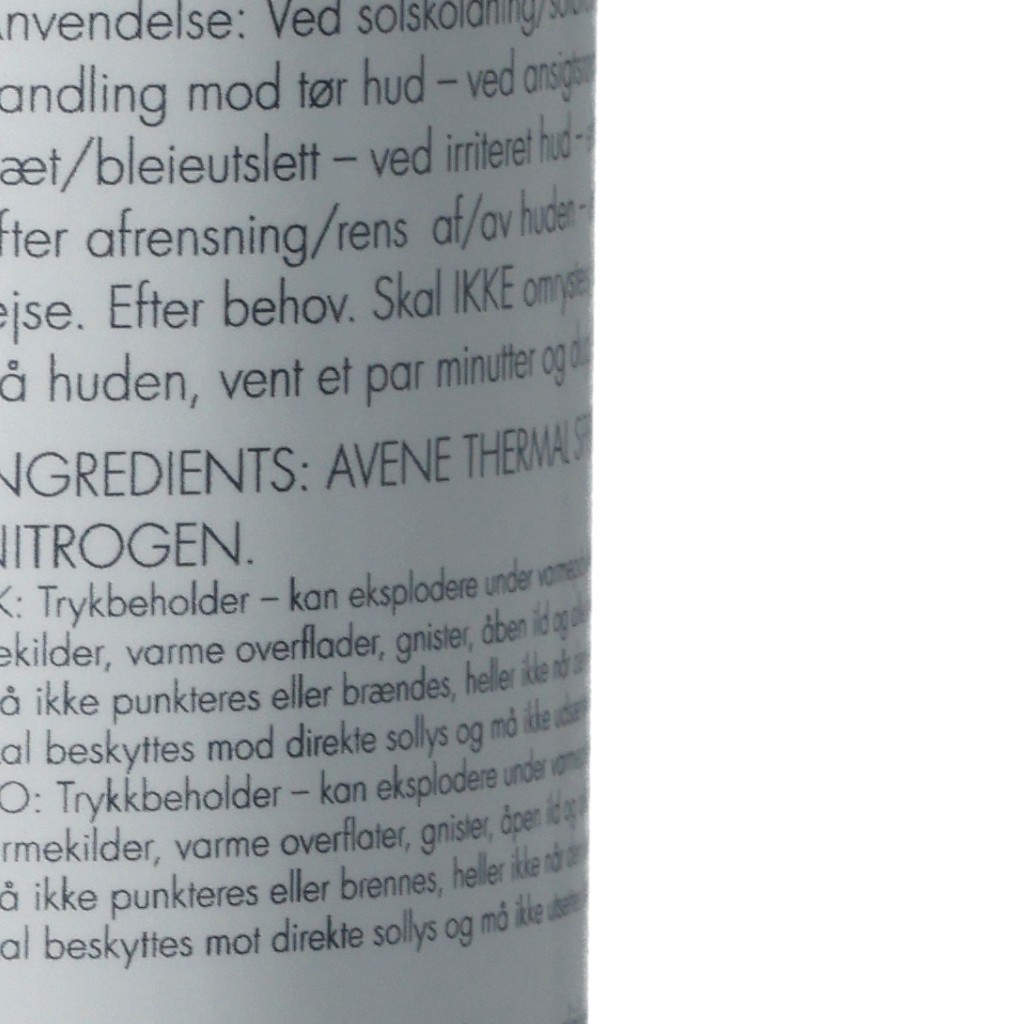 nvendelse: Ved
andling mod tør hud – ved
æt/bleieutslett – ved irriteret hud –
fter afrensning/rens af/av huden –
ejse. Efter behov. Skal IKKE
å huden, vent et par minutter og
NGREDIENTS: AVENE THERMAL
NITROGEN.
K: Trykbeholder – kan eksplodere under
ekilder, varme overflader, gnister, åben ild og
å ikke punkteres eller brændes, heller ikke når
al beskyttes mod direkte sollys og må ikke
O: Trykkbeholder – kan eksplodere under
rmekilder, varme overflater, gnister, åpen ild og
å ikke punkteres eller brennes, heller ikke når
al beskyttes mot direkte sollys og må ikke